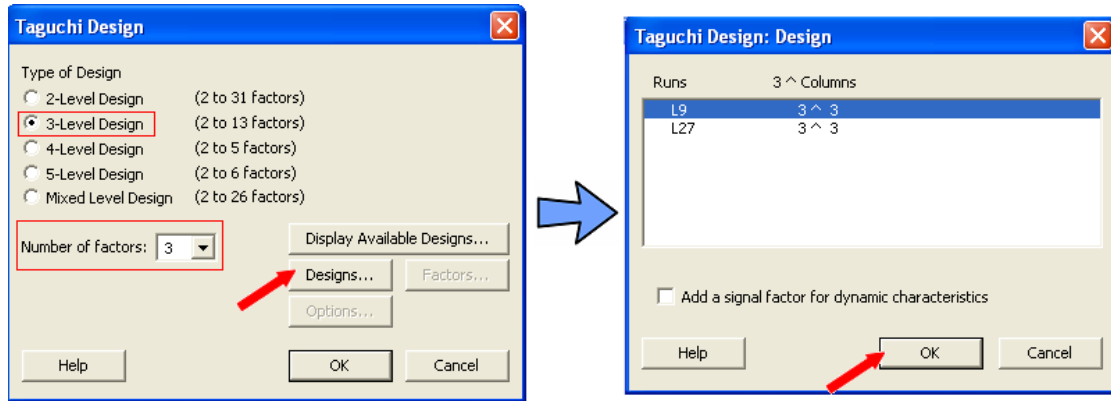 Taguchi Design
Type of Design
2-Level Design (2 to 31 factors)
3-Level Design (2 to 13 factors)
4-Level Design (2 to 5 factors)
5-Level Design (2 to 6 factors)
Mixed Level Design (2 to 26 factors)
Number of factors: 3
Display Available Designs...
Designs... Factors...
Options...
Help OK Cancel
Taguchi Design: Design
Runs 3 ^ Columns
L9 3 ^ 3
L27 3 ^ 3
Add a signal factor for dynamic characteristics
Help OK Cancel